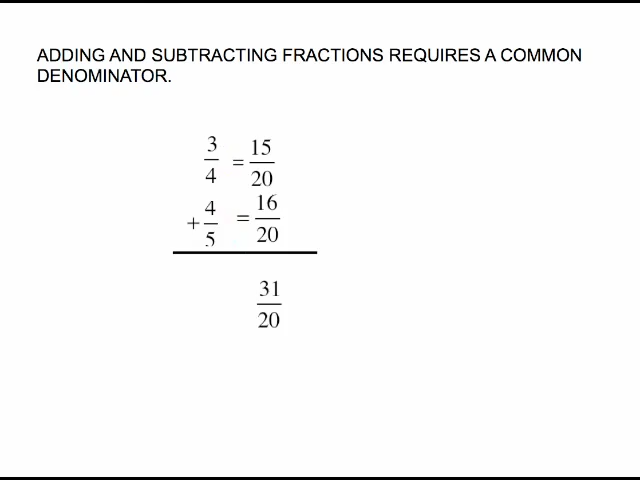 ADDING AND SUBTRACTING FRACTIONS REQUIRES A COMMON
DENOMINATOR.
3/4 = 15/20
+ 4/5 = 16/20
31/20